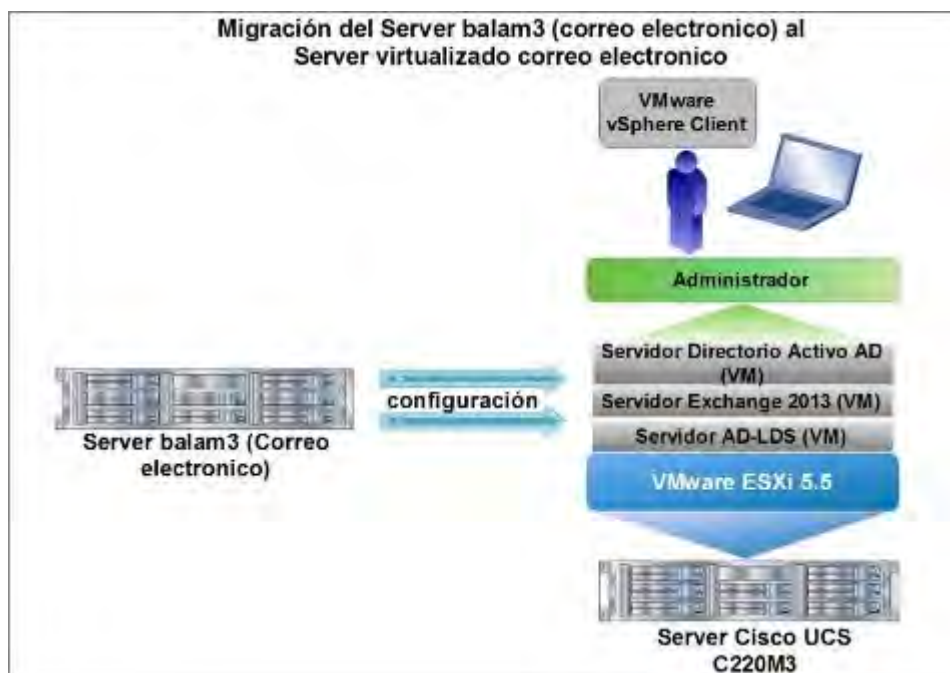 Migración del Server balam3 (correo electronico) al
Server virtualizado correo electronico
VMware
vSphere Client
Administrador
Servidor Directorio Activo AD
(VM)
Servidor Exchange 2013 (VM)
Servidor AD-LDS (VM)
VMware ESXi 5.5
configuración
Server balam3 (Correo
electronico)
Server Cisco UCS
C220M3